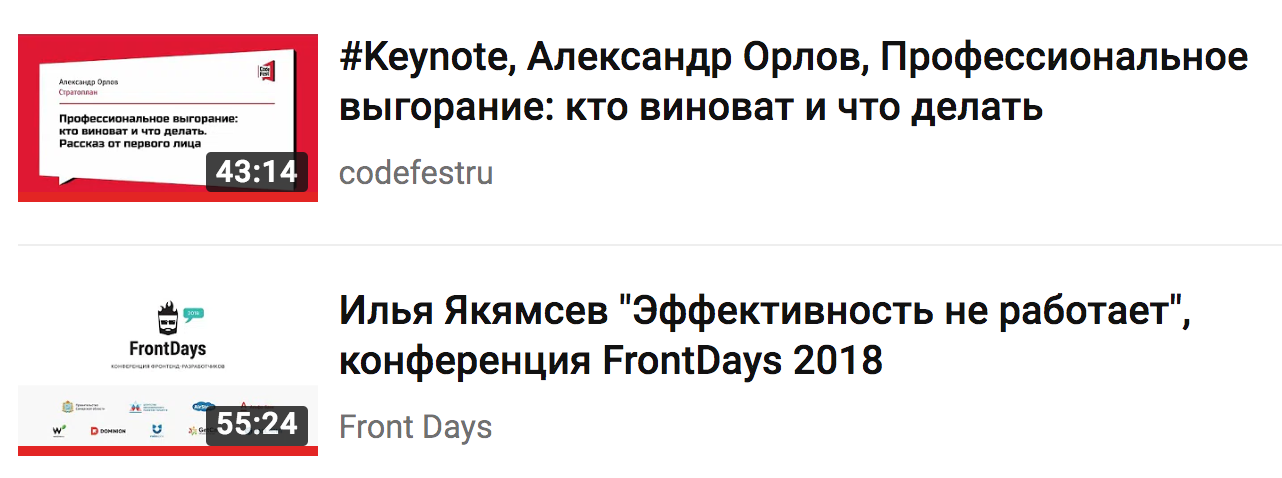 Александр Орлов
Стратоплан
Code
Fest
Профессиональное выгорание:
кто виноват и что делать.
Рассказ от первого лица
43:14
#Keynote, Александр Орлов, Профессиональное
выгорание: кто виноват и что делать
codefestru
2018
FrontDays
КОНФЕРЕНЦИЯ ФРОНТЕНД-РАЗРАБОТЧИКОВ
DOMINION
55:24
Илья Якямсев "Эффективность не работает",
конференция FrontDays 2018
Front Days